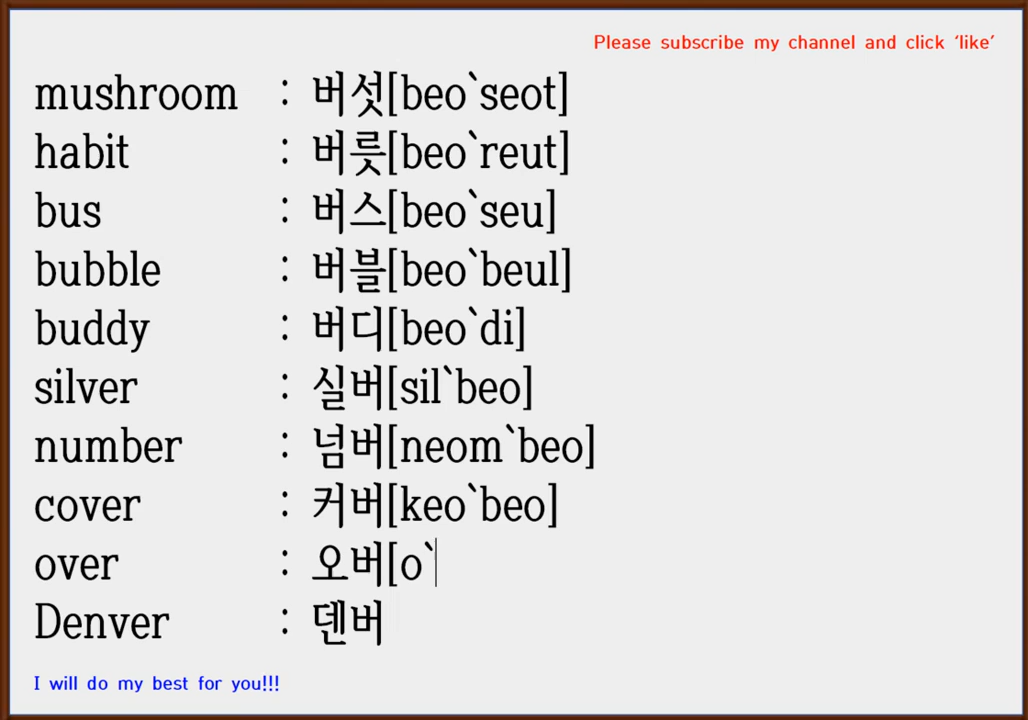 Please subscribe my channel and click ‘like’
mushroom : 버섯[beo`seot]
habit : 버릇[beo`reut]
bus : 버스[beo`seu]
bubble : 버블[beo`beul]
buddy : 버디[beo`di]
silver : 실버[sil`beo]
number : 넘버[neom`beo]
cover : 커버[keo`beo]
over : 오버[o`
Denver : 덴버
I will do my best for you!!!